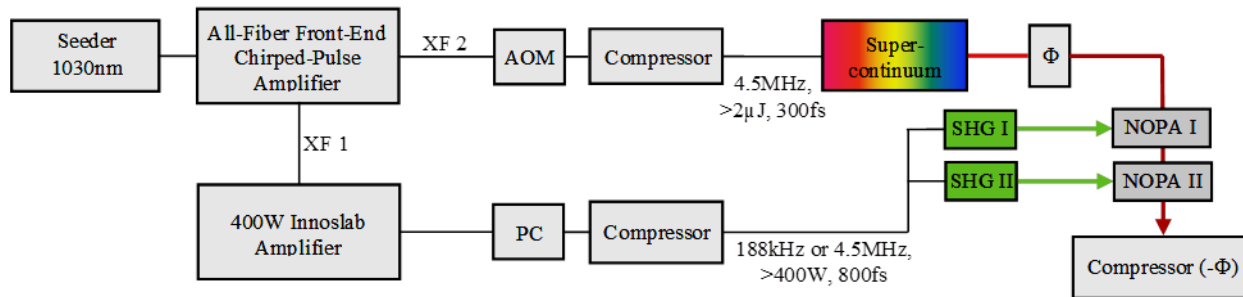 Seeder
1030nm
All-Fiber Front-End
Chirped-Pulse
Amplifier
XF 2
AOM
Compressor
4.5MHz,
>2µJ, 300fs
Super-
continuum
Φ
XF 1
SHG I
NOPA I
SHG II
NOPA II
400W Innoslab
Amplifier
PC
Compressor
188kHz or 4.5MHz,
>400W, 800fs
Compressor (-Φ)